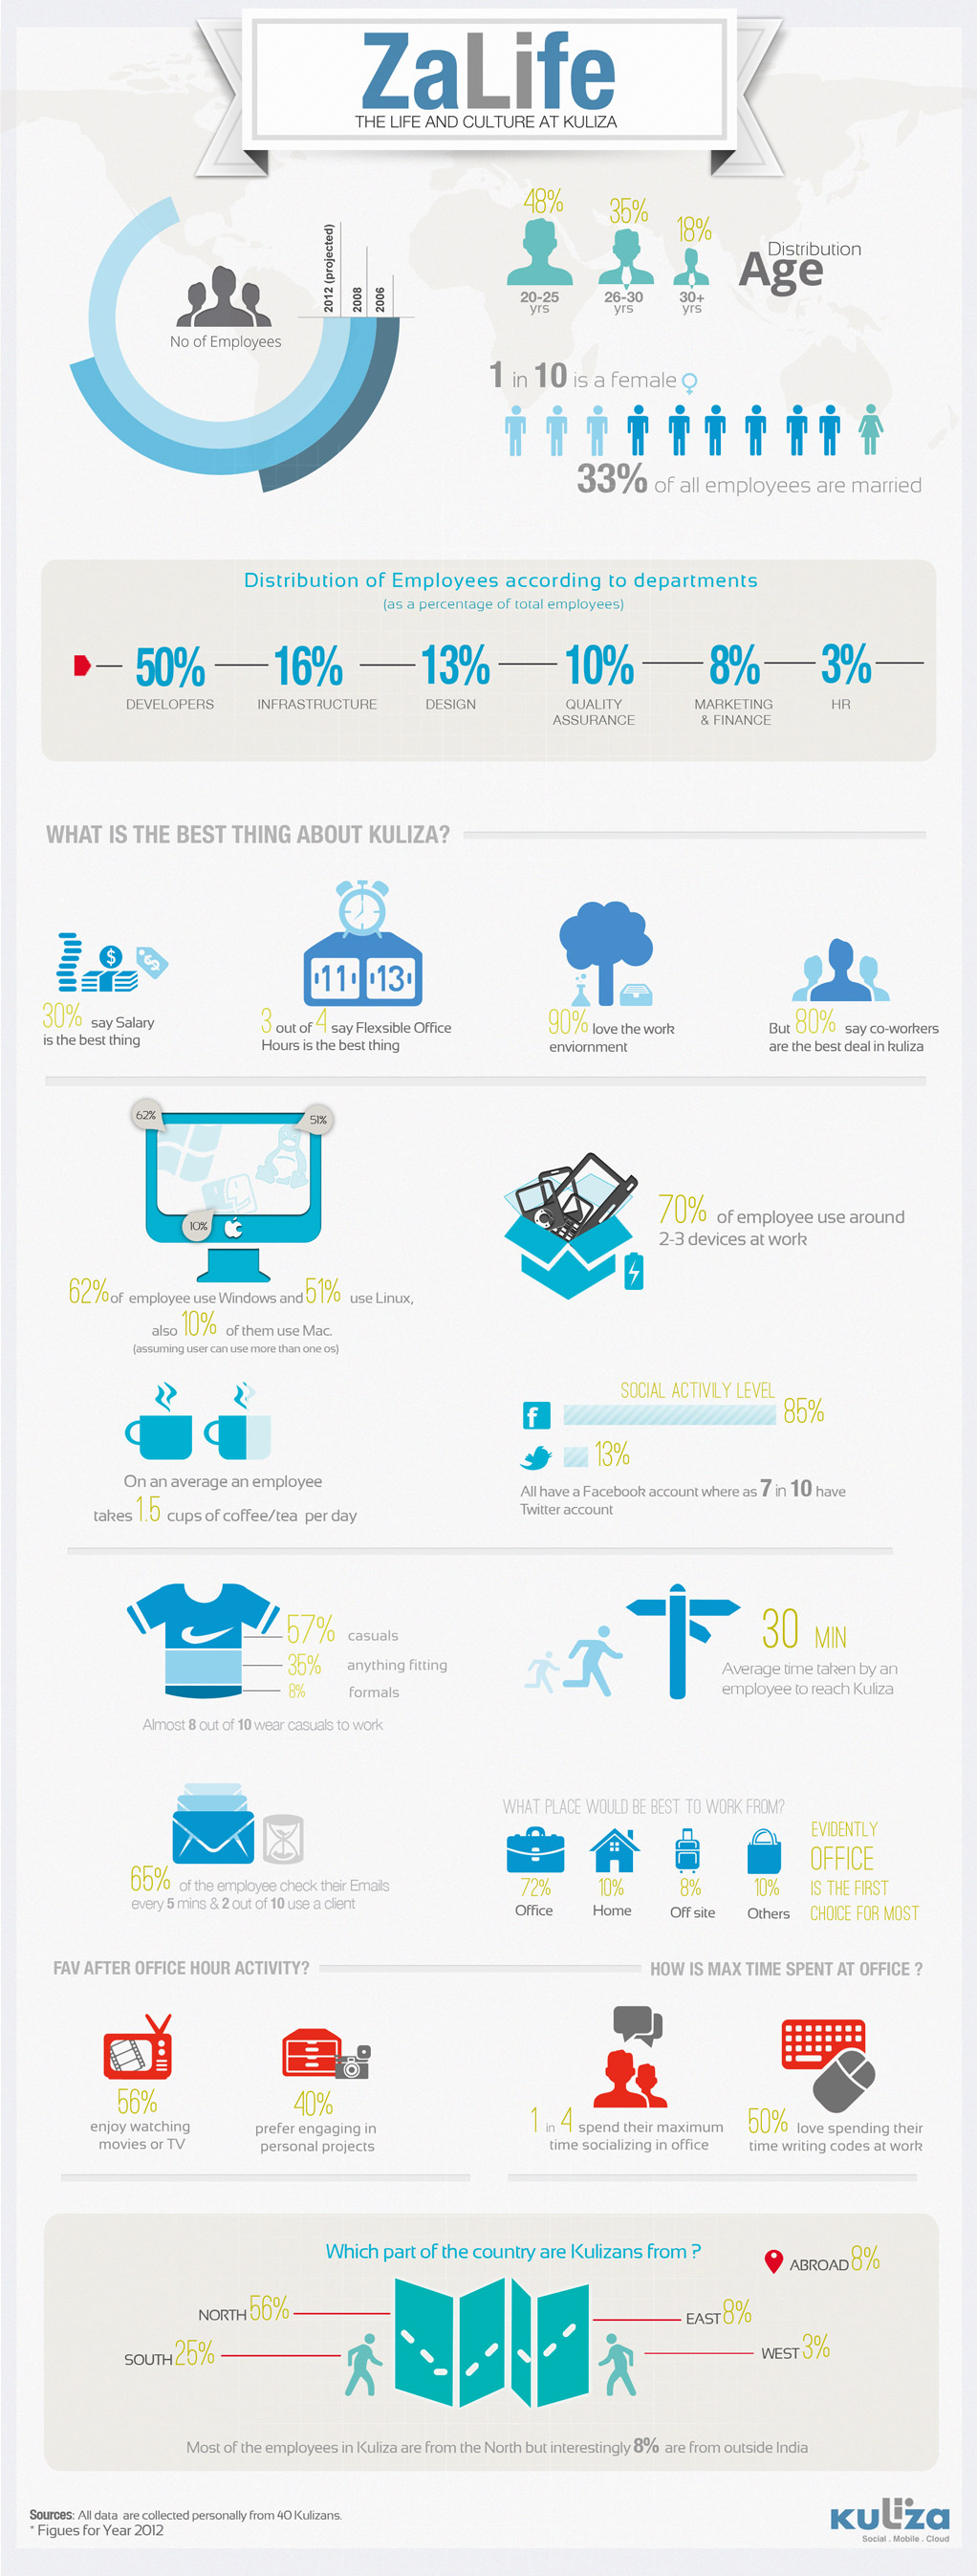 ZaLife
THE LIFE AND CULTURE AT KULIZA
No of Employees
2012 (projected)
2008
2006
48%
35%
18%
20-25
yrs
26-30
yrs
30+
yrs
Distribution
Age
1 in 10 is a female
33% of all employees are married
Distribution of Employees according to departments
(as a percentage of total employees)
50%
16%
13%
10%
8%
3%
DEVELOPERS
INFRASTRUCTURE
DESIGN
QUALITY
ASSURANCE
MARKETING
& FINANCE
HR
WHAT IS THE BEST THING ABOUT KULIZA?
$
$
11
13
30% say Salary
is the best thing
3 out of 4 say Flexsible Office
Hours is the best thing
90% love the work
enviornment
But 80% say co-workers
are the best deal in kuliza
62%
51%
10%
62% of employee use Windows and 51% use Linux,
also 10% of them use Mac.
(assuming user can use more than one os)
70% of employee use around
2-3 devices at work
On an average an employee
takes 1.5 cups of coffee/tea per day
SOCIAL ACTIVILY LEVEL
f
85%
13%
All have a Facebook account where as 7 in 10 have
Twitter account
57% casuals
35% anything fitting
8% formals
Almost 8 out of 10 wear casuals to work
30 MIN
Average time taken by an
employee to reach Kuliza
65% of the employee check their Emails
every 5 mins & 2 out of 10 use a client
WHAT PLACE WOULD BE BEST TO WORK FROM?
72%
Office
10%
Home
8%
Off site
10%
Others
EVIDENTLY
OFFICE
IS THE FIRST
CHOICE FOR MOST
FAV AFTER OFFICE HOUR ACTIVITY?
HOW IS MAX TIME SPENT AT OFFICE ?
56%
enjoy watching
movies or TV
40%
prefer engaging in
personal projects
1 in 4 spend their maximum
time socializing in office
50% love spending their
time writing codes at work
Which part of the country are Kulizans from ?
ABROAD 8%
NORTH 56%
EAST 8%
SOUTH 25%
WEST 3%
Most of the employees in Kuliza are from the North but interestingly 8% are from outside India
Sources: All data are collected personally from 40 Kulizans.
* Figues for Year 2012
kuliza
Social . Mobile . Cloud